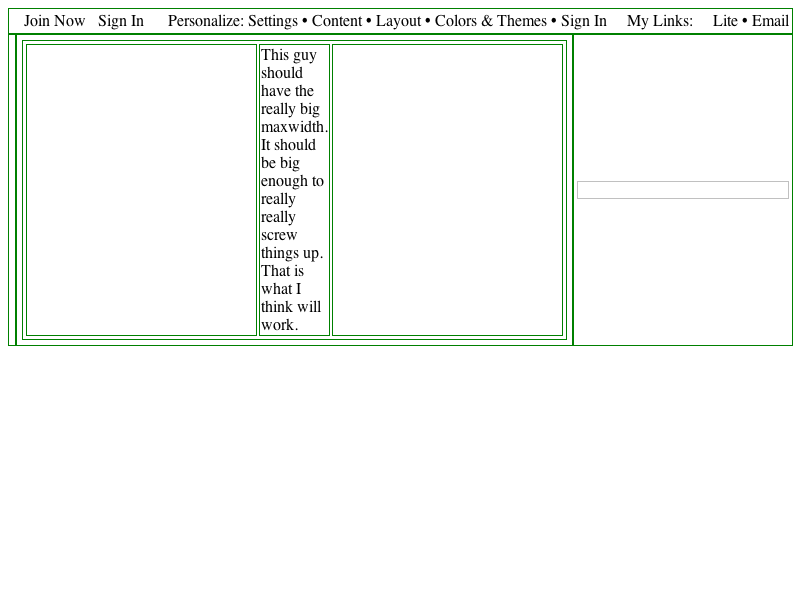 Join Now Sign In Personalize: Settings • Content • Layout • Colors & Themes • Sign In My Links: Lite • Email
This guy
should
have the
really big
maxwidth.
It should
be big
enough to
really
really
screw
things up.
That is
what I
think will
work.